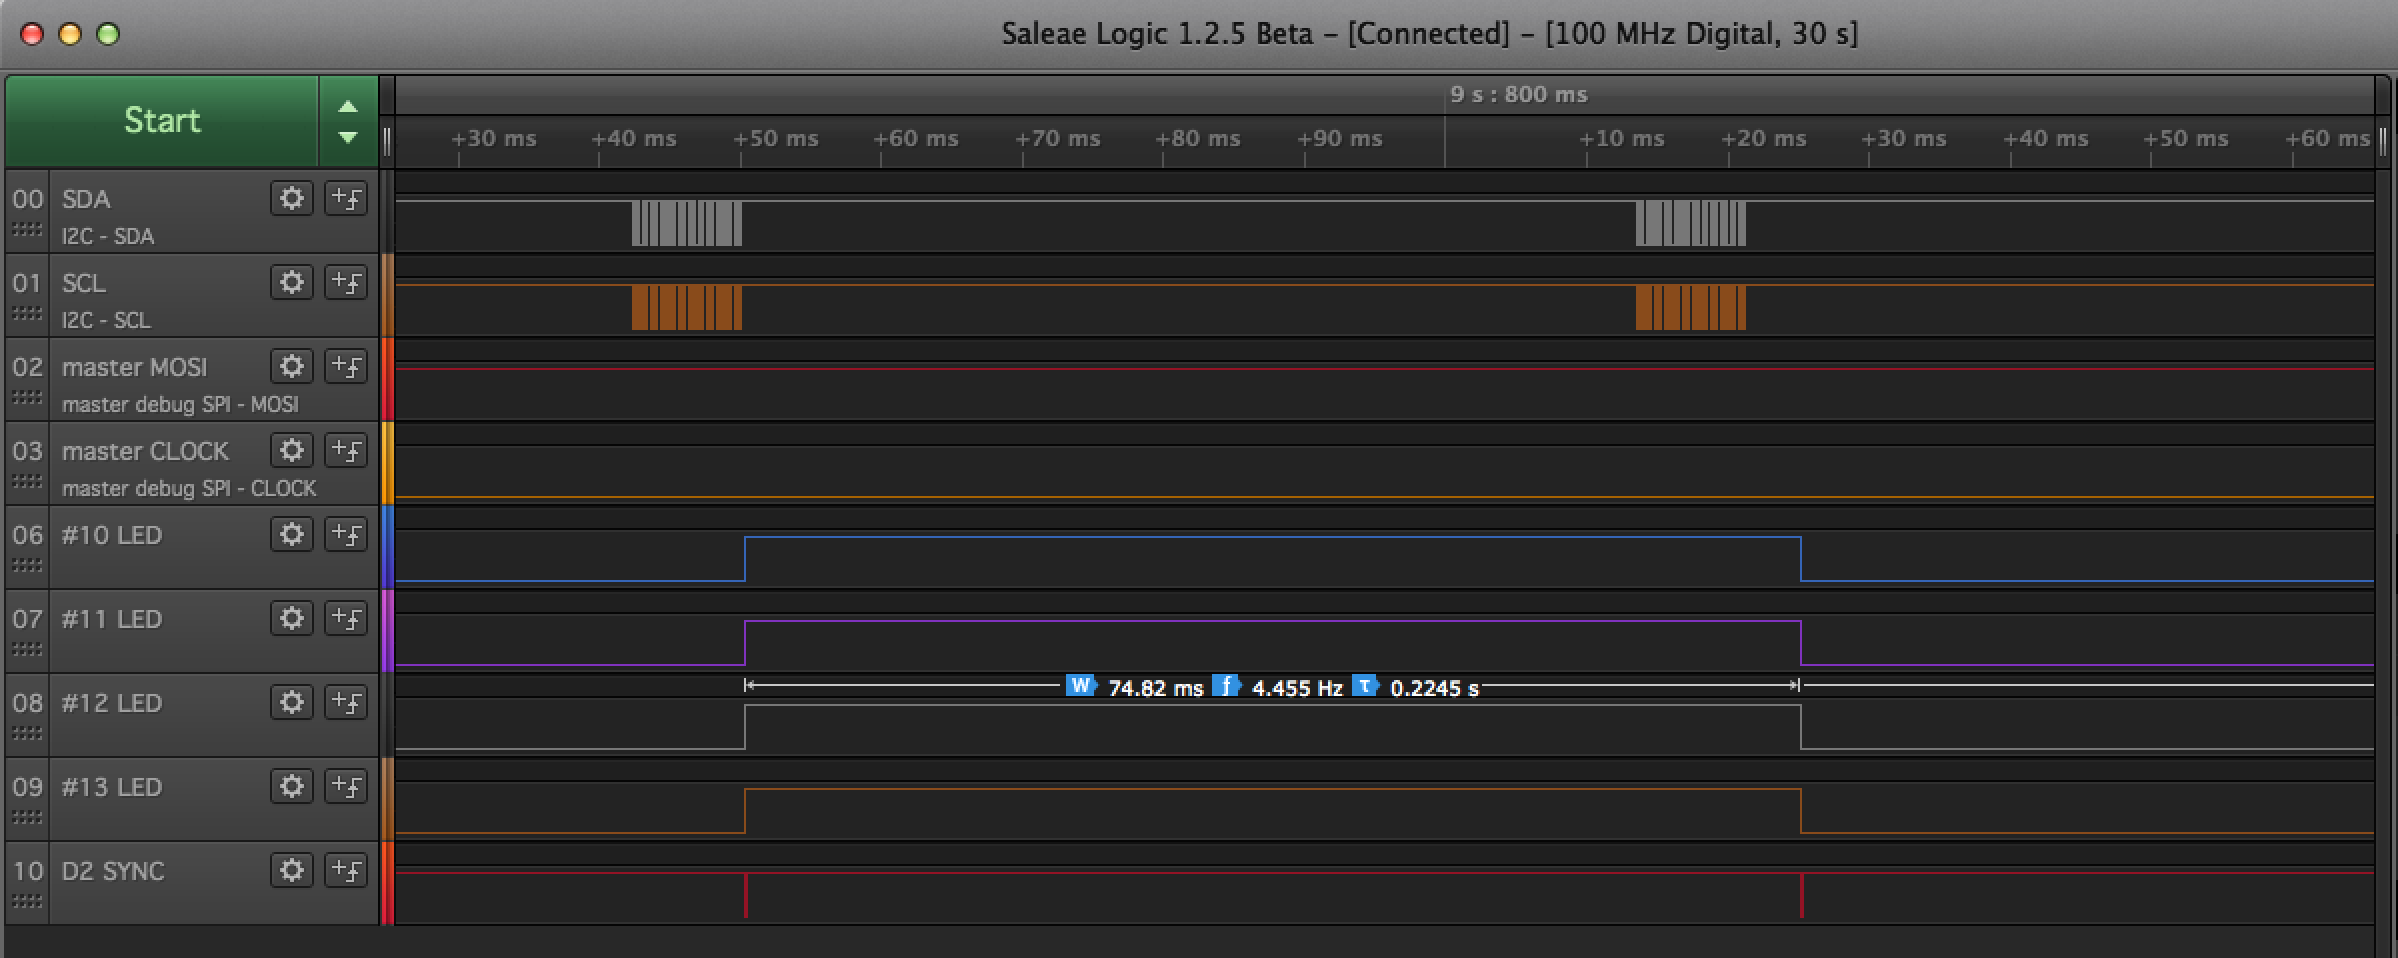 Saleae Logic 1.2.5 Beta – [Connected] – [100 MHz Digital, 30 s]
Start
9 s : 800 ms
+30 ms +40 ms +50 ms +60 ms +70 ms +80 ms +90 ms +10 ms +20 ms +30 ms +40 ms +50 ms +60 ms
00 SDA
I2C - SDA
01 SCL
I2C - SCL
02 master MOSI
master debug SPI - MOSI
03 master CLOCK
master debug SPI - CLOCK
06 #10 LED
07 #11 LED
W 74.82 ms f 4.455 Hz τ 0.2245 s
08 #12 LED
09 #13 LED
10 D2 SYNC